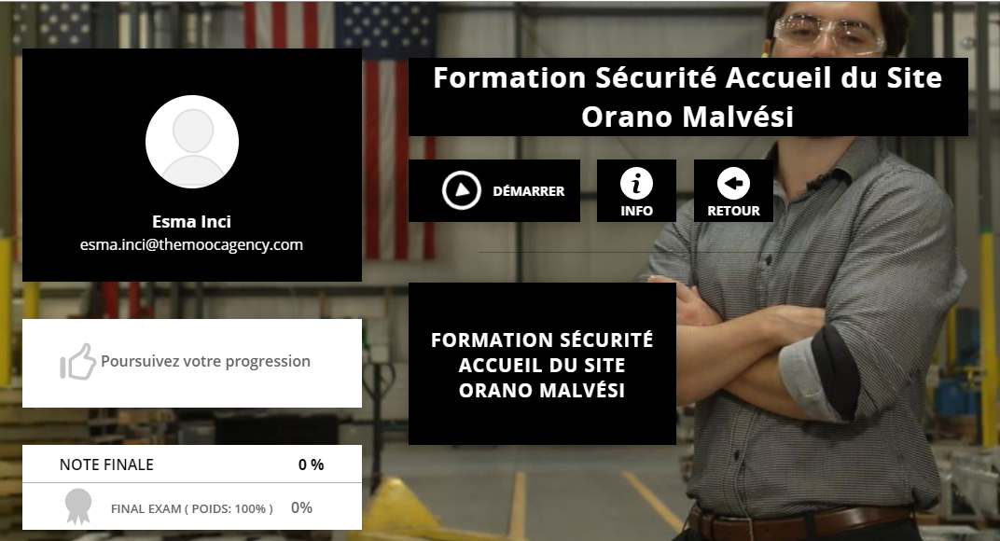 Esma Inci
esma.inci@themoocagency.com
Poursuivez votre progression
NOTE FINALE 0 %
FINAL EXAM ( POIDS: 100% ) 0%
Formation Sécurité Accueil du Site
Orano Malvési
DÉMARRER
INFO
RETOUR
FORMATION SÉCURITÉ
ACCUEIL DU SITE
ORANO MALVÉSI